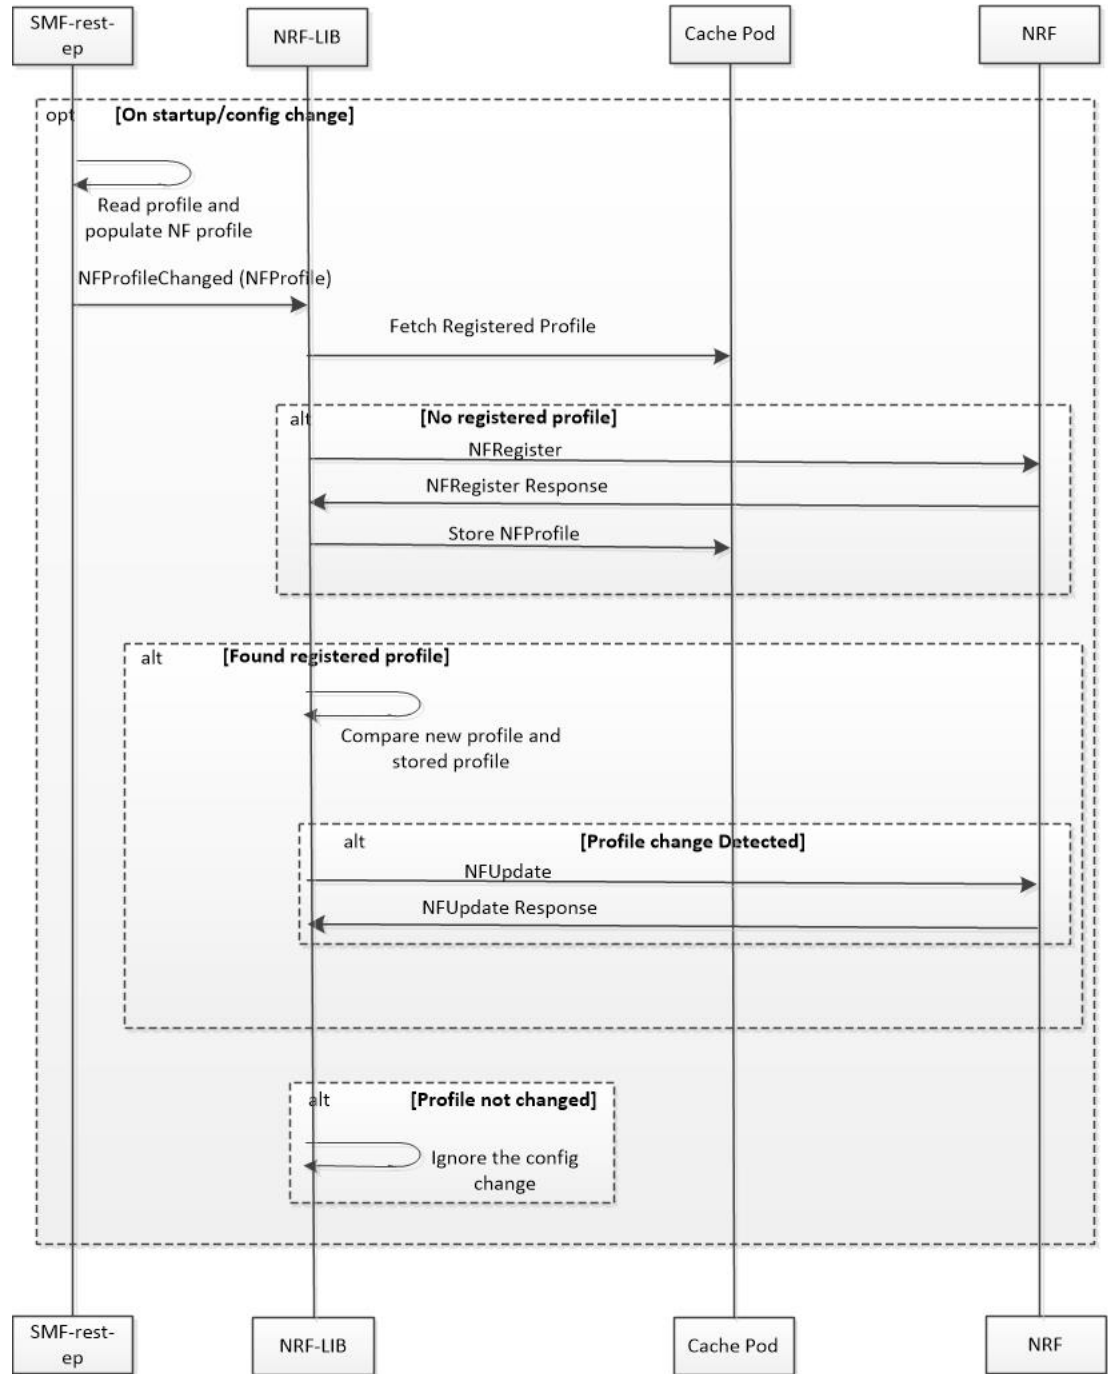 SMF-rest-
ep
NRF-LIB
Cache Pod
NRF
opt
[On startup/config change]
Read profile and
populate NF profile
NFProfileChanged (NFProfile)
Fetch Registered Profile
alt
[No registered profile]
NFRegister
NFRegister Response
Store NFProfile
alt
[Found registered profile]
Compare new profile and
stored profile
alt
[Profile change Detected]
NFUpdate
NFUpdate Response
alt
[Profile not changed]
Ignore the config
change
SMF-rest-
ep
NRF-LIB
Cache Pod
NRF